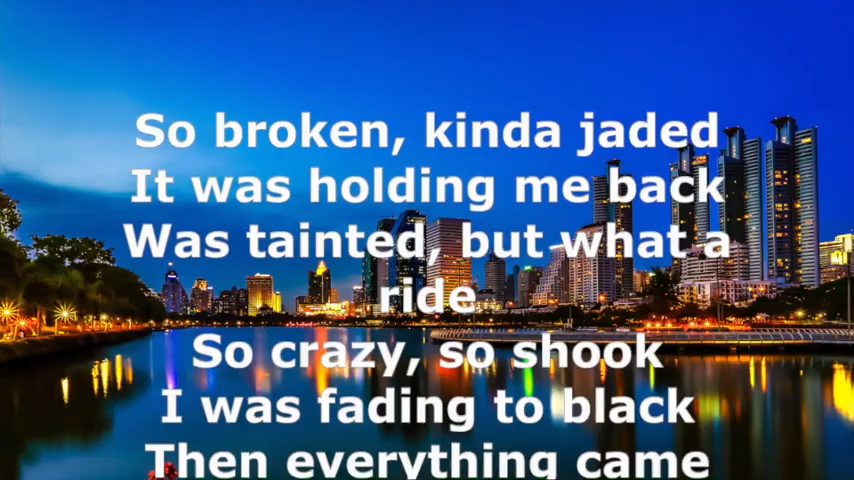 So broken, kinda jaded
It was holding me back
Was tainted, but what a
ride
So crazy, so shook
I was fading to black
Then everything came